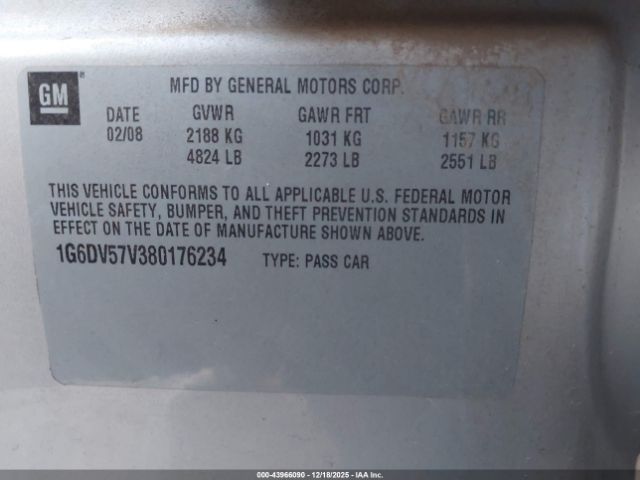 GM ®
MFD BY GENERAL MOTORS CORP.
DATE GVWR GAWR FRT GAWR RR
02/08 2188 KG 1031 KG 1157 KG
4824 LB 2273 LB 2551 LB
THIS VEHICLE CONFORMS TO ALL APPLICABLE U.S. FEDERAL MOTOR
VEHICLE SAFETY, BUMPER, AND THEFT PREVENTION STANDARDS IN
EFFECT ON THE DATE OF MANUFACTURE SHOWN ABOVE.
1G6DV57V380176234 TYPE: PASS CAR
000-43966090 - 12/18/2025 - IAA Inc.